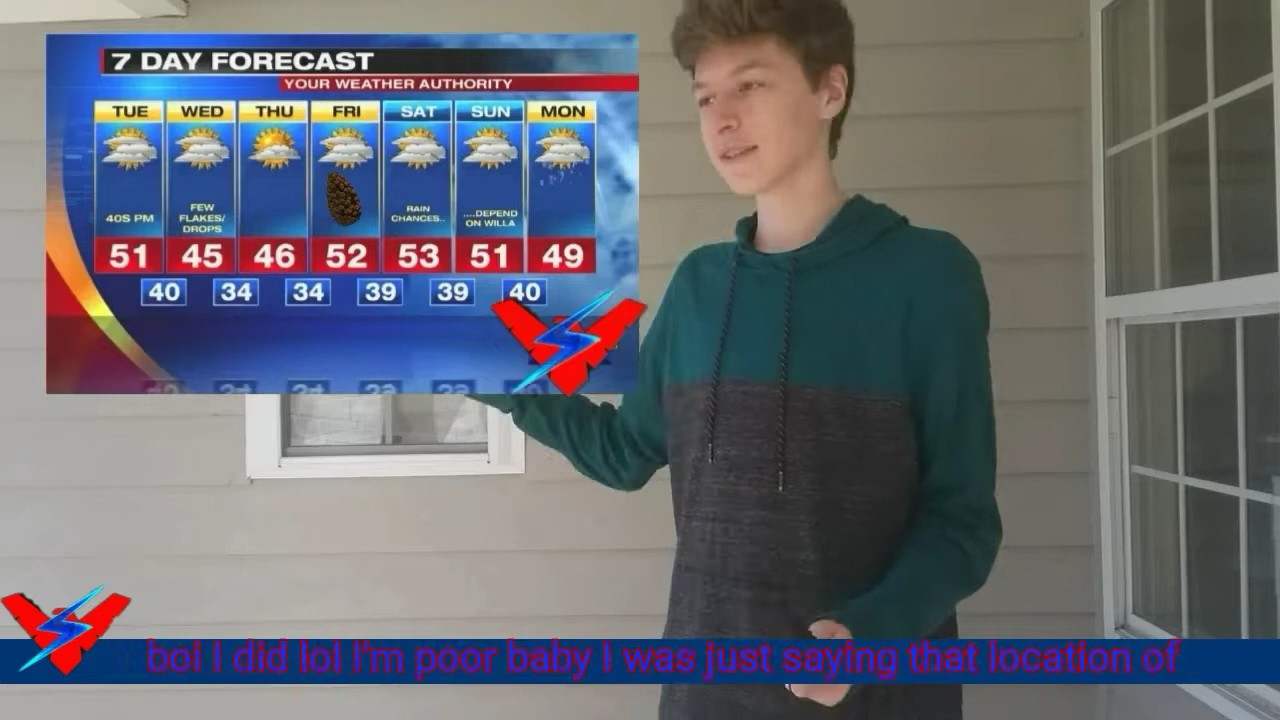 7 DAY FORECAST
YOUR WEATHER AUTHORITY
TUE WED THU FRI SAT SUN MON
40S PM
FEW
FLAKES/
DROPS
RAIN
CHANCES..
....DEPEND
ON WILLA
51 45 46 52 53 51 49
40 34 34 39 39 40
boi I did lol I'm poor baby I was just saying that location of